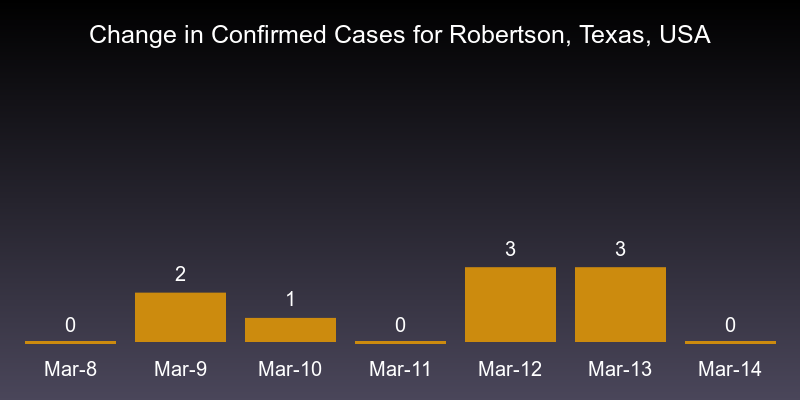 Change in Confirmed Cases for Robertson, Texas, USA
0 2 1 0 3 3 0
Mar-8 Mar-9 Mar-10 Mar-11 Mar-12 Mar-13 Mar-14